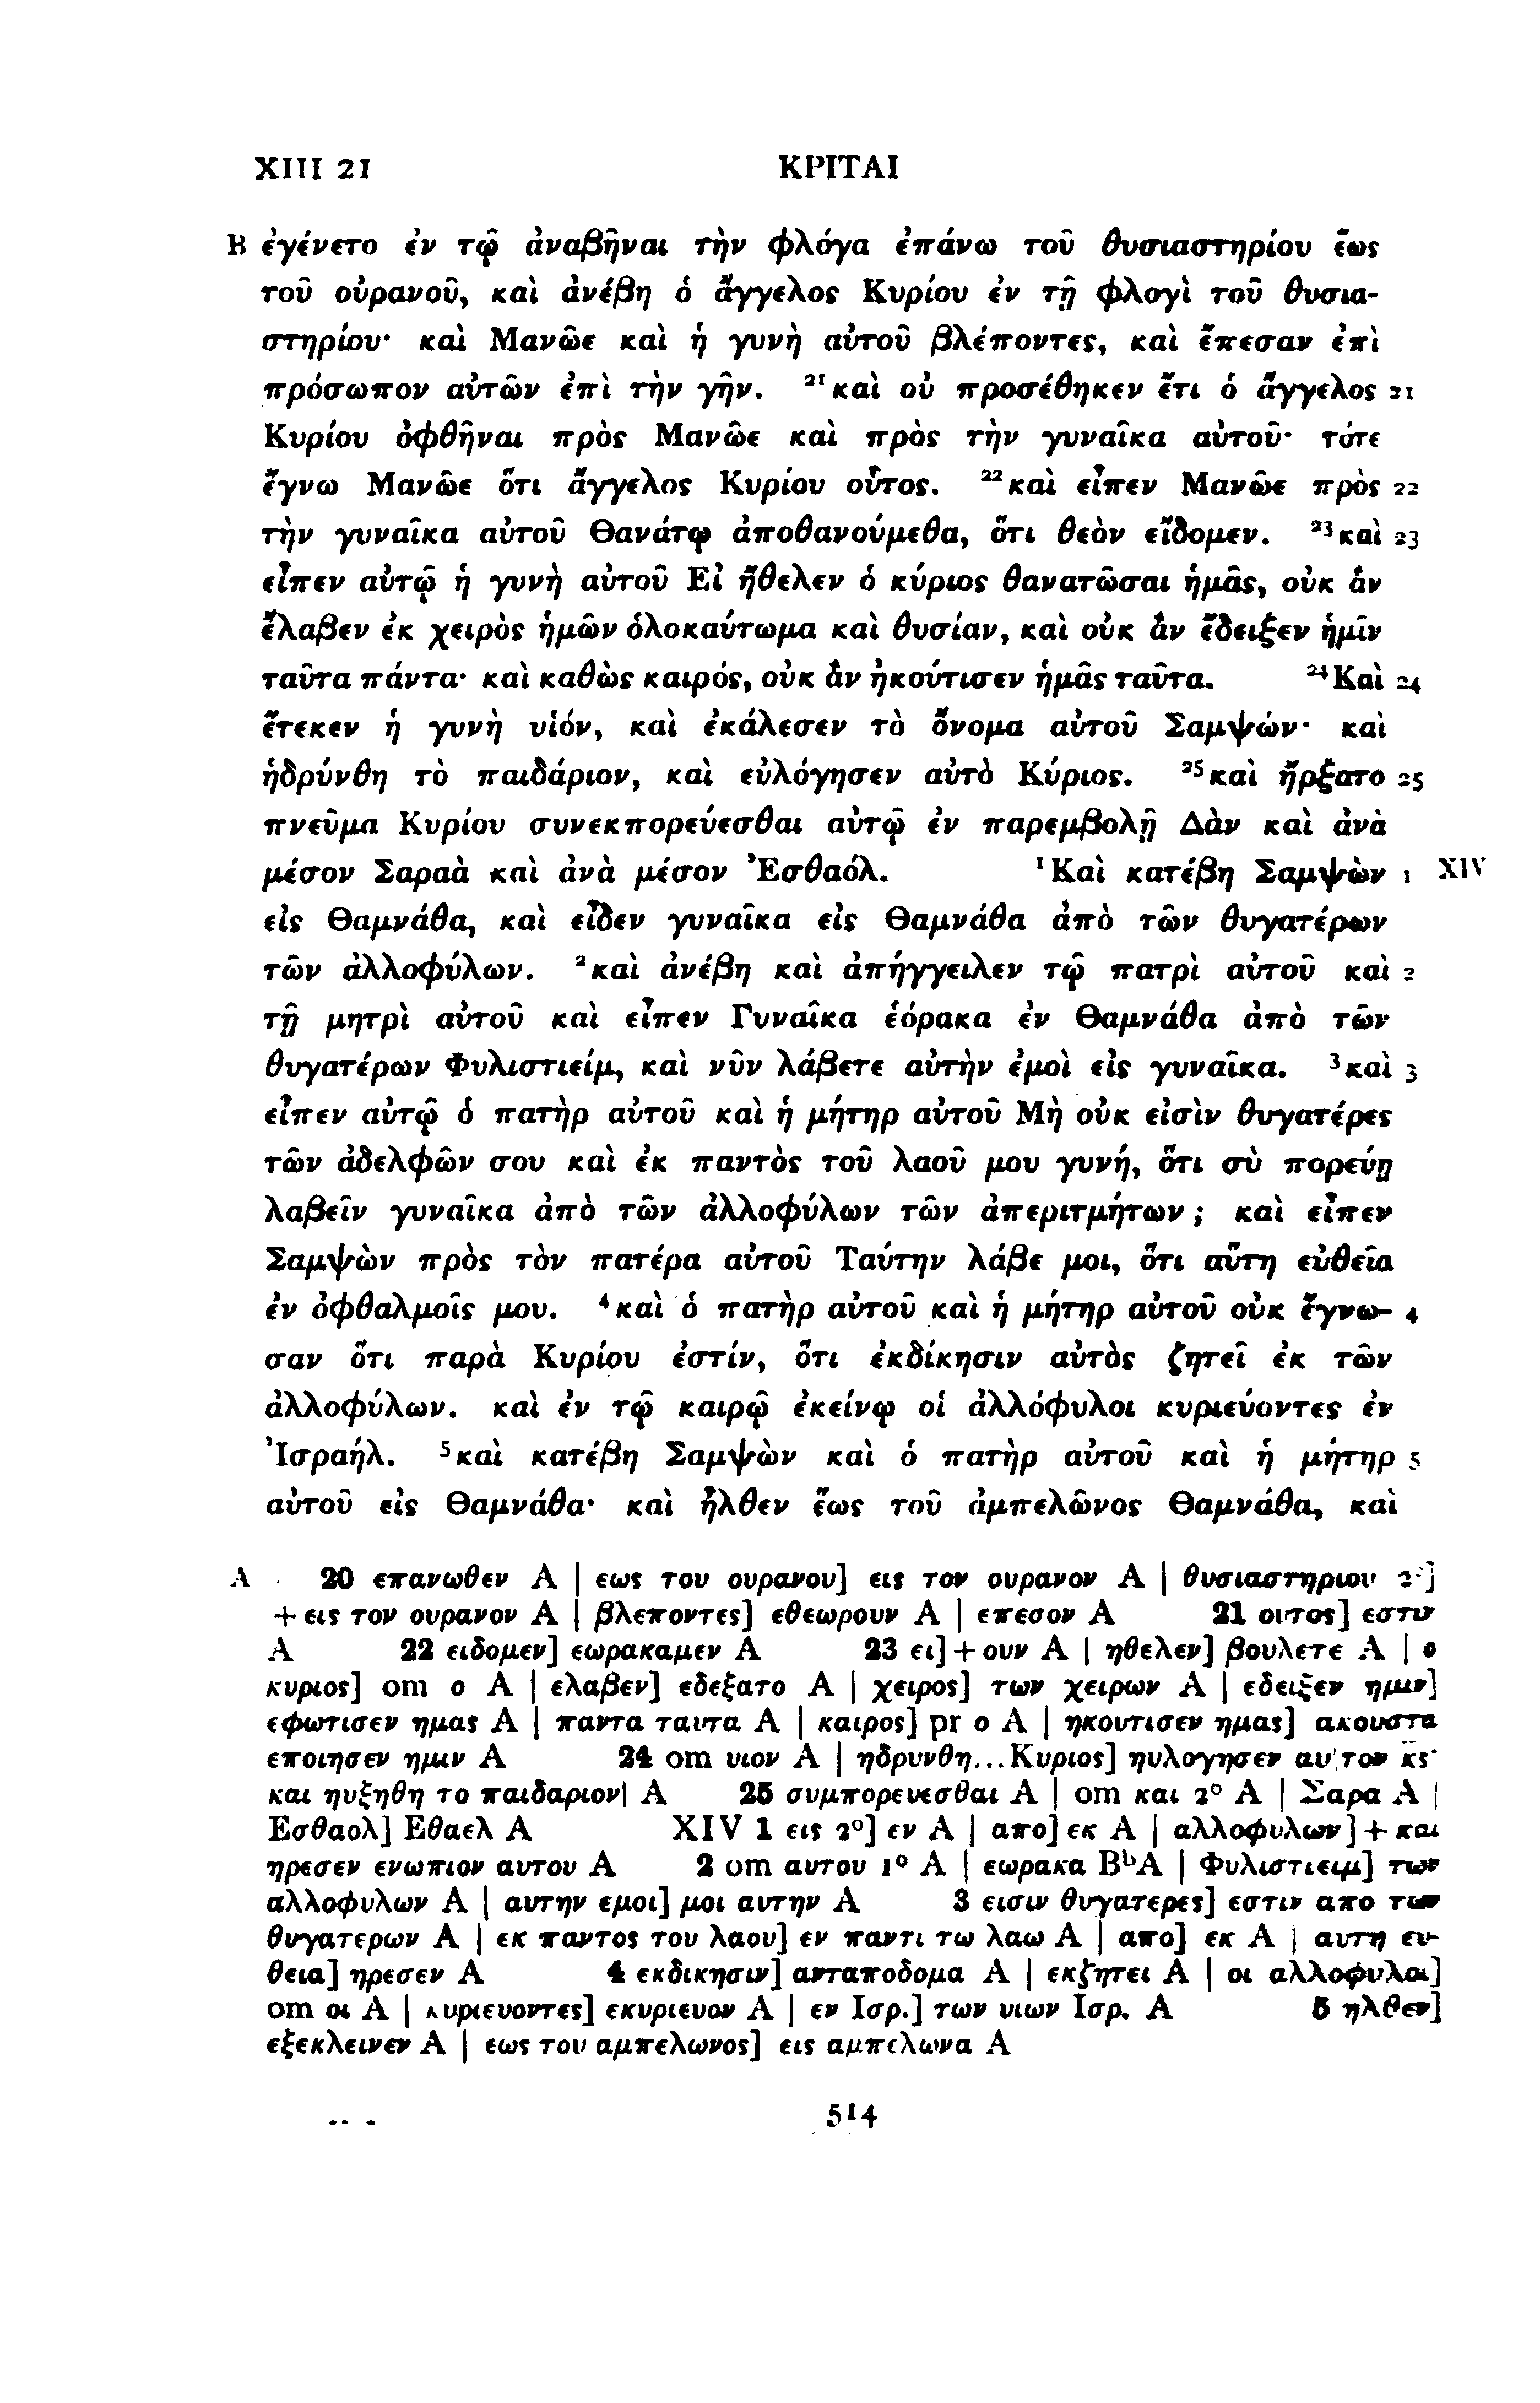 XIII 21 ΚΡΙΤΑΙ
B ἐγένετο ἐν τῷ ἀναβῆναι τὴν φλόγα ἐπάνω τοῦ θυσιαστηρίου ἕως
τοῦ οὐρανοῦ, καὶ ἀνέβη ὁ ἄγγελος Κυρίου ἐν τῇ φλογὶ τοῦ θυσια-
στηρίου· καὶ Μανῶε καὶ ἡ γυνὴ αὐτοῦ βλέποντες, καὶ ἔπεσαν ἐπὶ
πρόσωπον αὐτῶν ἐπὶ τὴν γῆν. ²¹καὶ οὐ προσέθηκεν ἔτι ὁ ἄγγελος 21
Κυρίου ὀφθῆναι πρὸς Μανῶε καὶ πρὸς τὴν γυναῖκα αὐτοῦ· τότε
ἔγνω Μανῶε ὅτι ἄγγελος Κυρίου οὗτος. ²²καὶ εἶπεν Μανῶε πρὸς 22
τὴν γυναῖκα αὐτοῦ Θανάτῳ ἀποθανούμεθα, ὅτι θεὸν εἴδομεν. ²³καὶ 23
εἶπεν αὐτῷ ἡ γυνὴ αὐτοῦ Εἰ ἤθελεν ὁ κύριος θανατῶσαι ἡμᾶς, οὐκ ἂν
ἔλαβεν ἐκ χειρὸς ἡμῶν ὁλοκαύτωμα καὶ θυσίαν, καὶ οὐκ ἂν ἔδειξεν ἡμῖν
ταῦτα πάντα· καὶ καθὼς καιρός, οὐκ ἂν ἠκούτισεν ἡμᾶς ταῦτα. ²⁴Καὶ 24
ἔτεκεν ἡ γυνὴ υἱόν, καὶ ἐκάλεσεν τὸ ὄνομα αὐτοῦ Σαμψών· καὶ
ἡδρύνθη τὸ παιδάριον, καὶ εὐλόγησεν αὐτὸ Κύριος. ²⁵καὶ ἤρξατο 25
πνεῦμα Κυρίου συνεκπορεύεσθαι αὐτῷ ἐν παρεμβολῇ Δὰν καὶ ἀνὰ
μέσον Σαραὰ καὶ ἀνὰ μέσον Ἐσθαόλ. ¹Καὶ κατέβη Σαμψὼν 1 XIV
εἰς Θαμνάθα, καὶ εἶδεν γυναῖκα εἰς Θαμνάθα ἀπὸ τῶν θυγατέρων
τῶν ἀλλοφύλων. ²καὶ ἀνέβη καὶ ἀπήγγειλεν τῷ πατρὶ αὐτοῦ καὶ 2
τῇ μητρὶ αὐτοῦ καὶ εἶπεν Γυναῖκα ἑόρακα ἐν Θαμνάθα ἀπὸ τῶν
θυγατέρων Φυλιστιείμ, καὶ νῦν λάβετε αὐτὴν ἐμοὶ εἰς γυναῖκα. ³καὶ 3
εἶπεν αὐτῷ ὁ πατὴρ αὐτοῦ καὶ ἡ μήτηρ αὐτοῦ Μὴ οὐκ εἰσὶν θυγατέρες
τῶν ἀδελφῶν σου καὶ ἐκ παντὸς τοῦ λαοῦ μου γυνή, ὅτι σὺ πορεύῃ
λαβεῖν γυναῖκα ἀπὸ τῶν ἀλλοφύλων τῶν ἀπεριτμήτων; καὶ εἶπεν
Σαμψὼν πρὸς τὸν πατέρα αὐτοῦ Ταύτην λάβε μοι, ὅτι αὕτη εὐθεῖα
ἐν ὀφθαλμοῖς μου. ⁴καὶ ὁ πατὴρ αὐτοῦ καὶ ἡ μήτηρ αὐτοῦ οὐκ ἔγνω- 4
σαν ὅτι παρὰ Κυρίου ἐστίν, ὅτι ἐκδίκησιν αὐτὸς ζητεῖ ἐκ τῶν
ἀλλοφύλων. καὶ ἐν τῷ καιρῷ ἐκείνῳ οἱ ἀλλόφυλοι κυριεύοντες ἐν
Ἰσραήλ. ⁵καὶ κατέβη Σαμψὼν καὶ ὁ πατὴρ αὐτοῦ καὶ ἡ μήτηρ 5
αὐτοῦ εἰς Θαμνάθα· καὶ ἦλθεν ἕως τοῦ ἀμπελῶνος Θαμνάθα, καὶ
A 20 επανωθεν A | εως του ουρανου] εις τον ουρανον A | θυσιαστηριου 2°]
+ εις τον ουρανον A | βλεποντες] εθεωρουν A | επεσον A 21 ουτος] εστιν
A 22 ειδομεν] εωρακαμεν A 23 ει] + ουν A | ηθελεν] βουλετε A | ο
κυριος] om ο A | ελαβεν] εδεξατο A | χειρος] των χειρων A | εδειξεν ημιν]
εφωτισεν ημας A | παντα ταυτα A | καιρος] pr ο A | ηκουτισεν ημας] ακουστα
εποιησεν ημιν A 24 om υιον A | ηδρυνθη...Κυριος] ηυλογησεν αυτον κ̅ς̅·
και ηυξηθη το παιδαριον| A 25 συμπορευεσθαι A | om και 2° A | Σαρα A |
Εσθαολ] Εθαελ A XIV 1 εις 2°] εν A | απο] εκ A | αλλοφυλων] + και
ηρεσεν ενωπιον αυτου A 2 om αυτου 1° A | εωρακα BᵇA | Φυλιστιειμ] των
αλλοφυλων A | αυτην εμοι] μοι αυτην A 3 εισιν θυγατερες] εστιν απο των
θυγατερων A | εκ παντος του λαου] εν παντι τω λαω A | απο] εκ A | αυτη ευ-
θεια] ηρεσεν A 4 εκδικησιν] ανταποδομα A | εκζητει A | οι αλλοφυλοι]
om οι A | κυριευοντες] εκυριευον A | εν Ισρ.] των υιων Ισρ. A 5 ηλθεν]
εξεκλεινεν A | εως του αμπελωνος] εις αμπελωνα A
514